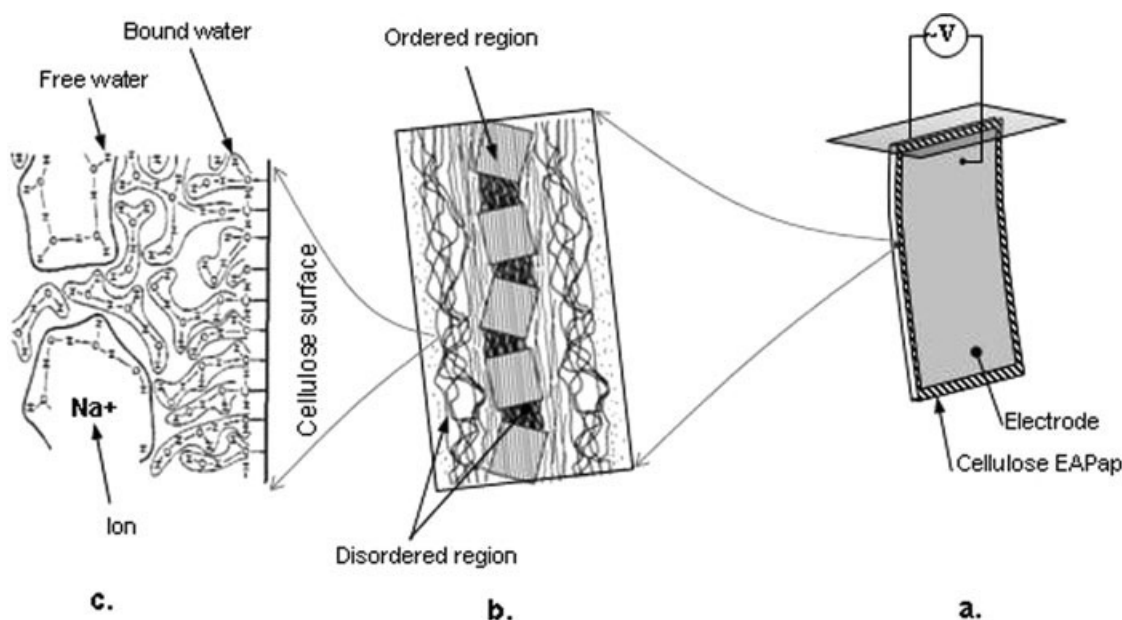 Bound water
Free water
Na+
Ion
Cellulose surface
c.
Ordered region
Disordered region
b.
~V
Electrode
Cellulose EAPap
a.